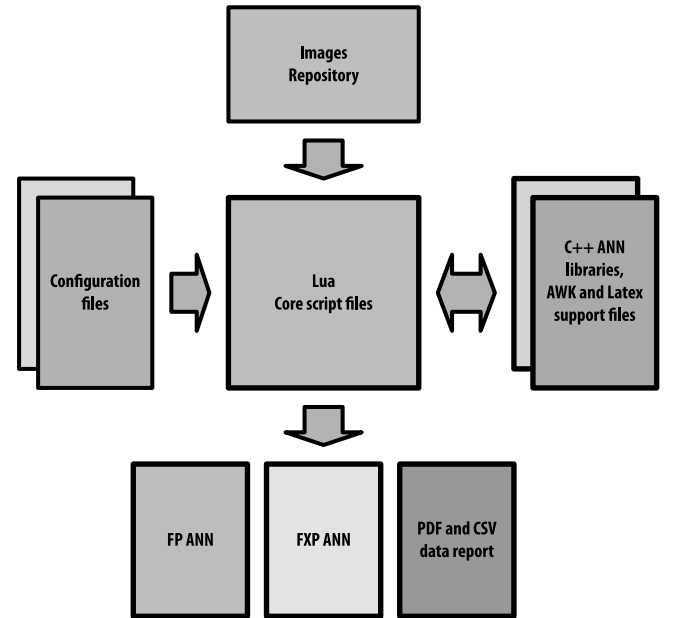 Images
Repository
Configuration
files
Lua
Core script files
C++ ANN
libraries,
AWK and Latex
support files
FP ANN
FXP ANN
PDF and CSV
data report